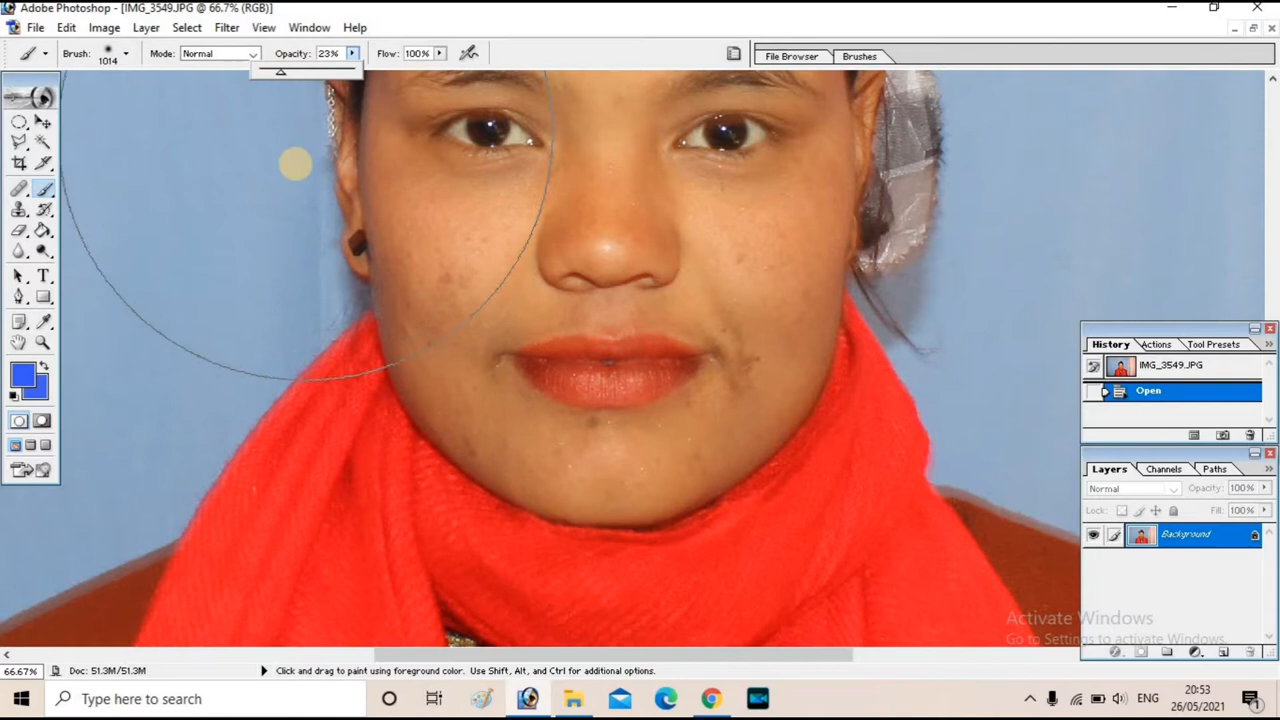 Adobe Photoshop - [IMG_3549.JPG @ 66.7% (RGB)]
File Edit Image Layer Select Filter View Window Help
Brush: 1014 Mode: Normal Opacity: 23% Flow: 100% File Browser Brushes
T
History Actions Tool Presets
IMG_3549.JPG
Open
Layers Channels Paths
Normal Opacity: 100%
Lock: Fill: 100%
Background
Activate Windows
Go to Settings to activate Windows.
66.67% Doc: 51.3M/51.3M Click and drag to paint using foreground color. Use Shift, Alt, and Ctrl for additional options.
Type here to search
ENG
20:53
26/05/2021
1